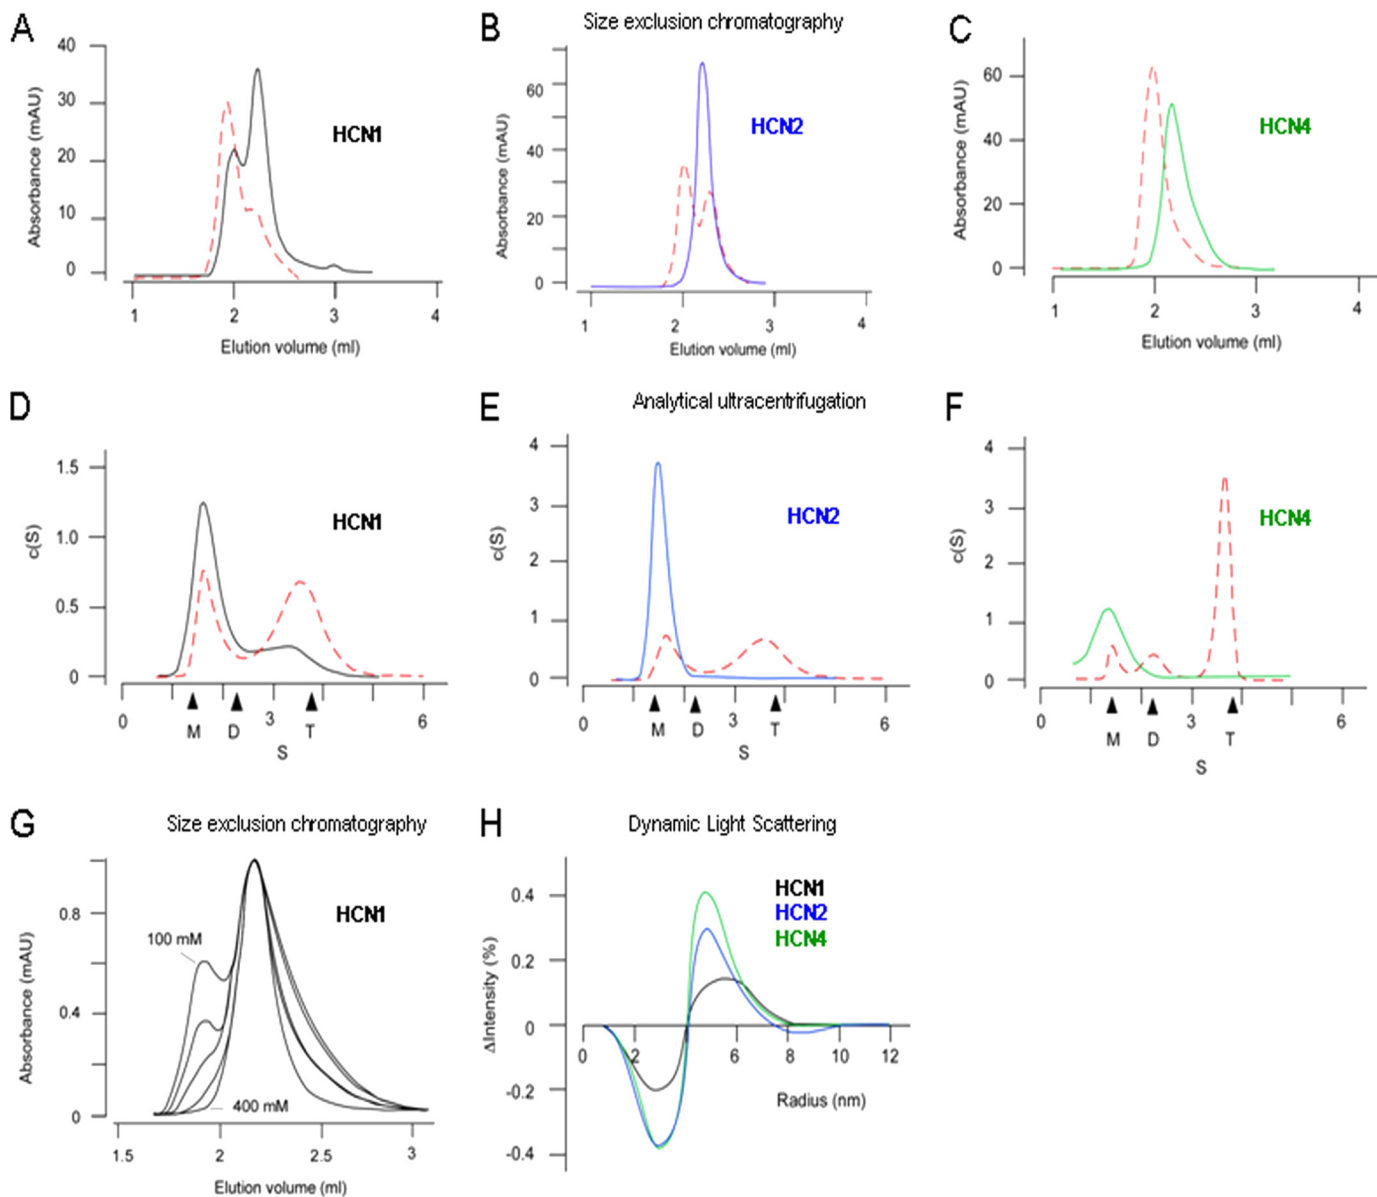 A
40
30
20
10
0
Absorbance (mAU)
HCN1
1 2 3 4
Elution volume (ml)
B
Size exclusion chromatography
60
40
20
0
Absorbance (mAU)
HCN2
1 2 3 4
Elution volume (ml)
C
60
40
20
0
Absorbance (mAU)
HCN4
1 2 3 4
Elution volume (ml)
D
1.5
1.0
0.5
0
c(S)
HCN1
0 3 6
M D T
S
E
Analytical ultracentrifugation
4
3
2
1
0
c(S)
HCN2
0 3 6
M D T
S
F
4
3
2
1
0
c(S)
HCN4
0 3 6
M D T
S
G
Size exclusion chromatography
0.8
0.4
0
Absorbance (mAU)
HCN1
100 mM
400 mM
1.5 2 2.5 3
Elution volume (ml)
H
Dynamic Light Scattering
HCN1
HCN2
HCN4
0.4
0.2
0
-0.2
-0.4
ΔIntensity (%)
0 2 4 6 8 10 12
Radius (nm)